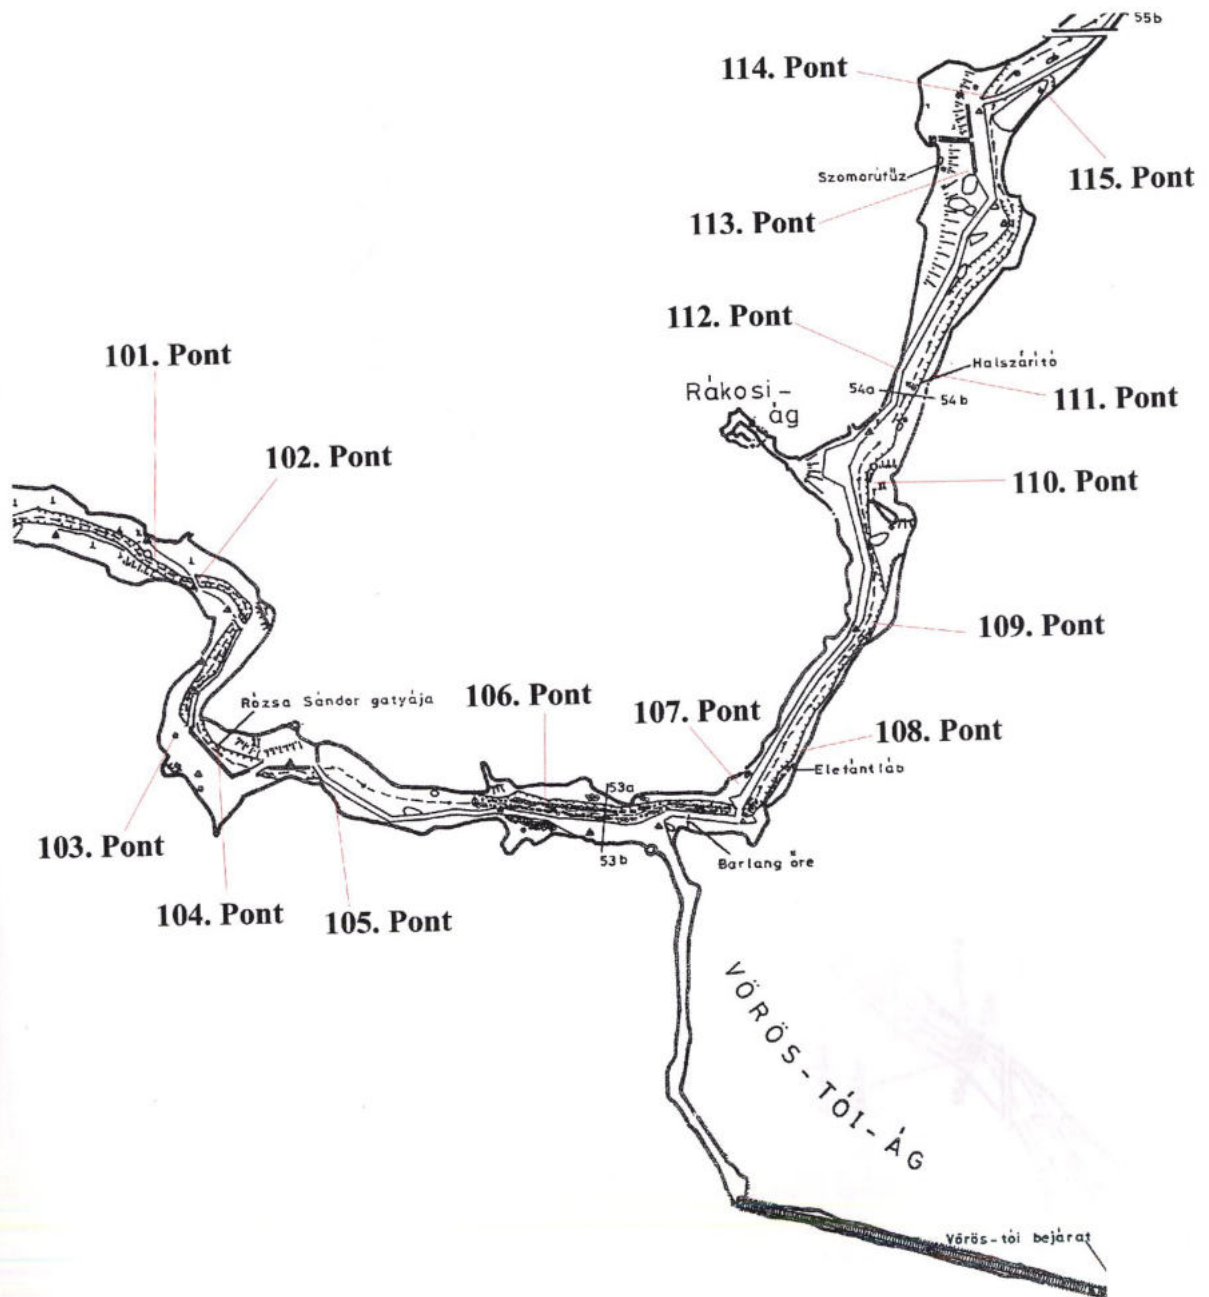 55b
114. Pont
Szomorúfűz
115. Pont
113. Pont
112. Pont
Halszárító
101. Pont
Rákosi-
ág
54a
54b
111. Pont
102. Pont
110. Pont
109. Pont
Rózsa Sándor gatyája
106. Pont
107. Pont
108. Pont
Elefántláb
53a
103. Pont
53b
Barlang őre
104. Pont
105. Pont
VÖRÖS-TÓI-ÁG
Vörös-tói bejárat